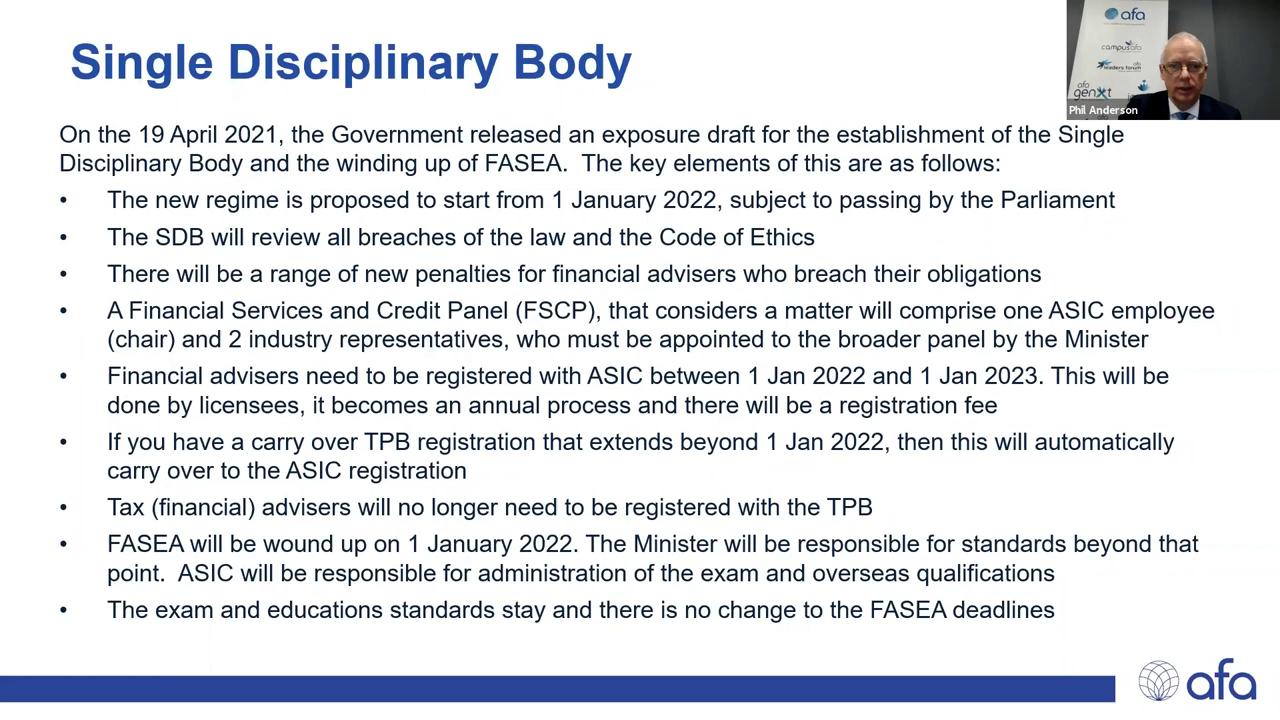 Single Disciplinary Body
afa
campusafa
afa
leaders forum
afa
genxt
Phil Anderson
On the 19 April 2021, the Government released an exposure draft for the establishment of the Single
Disciplinary Body and the winding up of FASEA.  The key elements of this are as follows:
• The new regime is proposed to start from 1 January 2022, subject to passing by the Parliament
• The SDB will review all breaches of the law and the Code of Ethics
• There will be a range of new penalties for financial advisers who breach their obligations
• A Financial Services and Credit Panel (FSCP), that considers a matter will comprise one ASIC employee
(chair) and 2 industry representatives, who must be appointed to the broader panel by the Minister
• Financial advisers need to be registered with ASIC between 1 Jan 2022 and 1 Jan 2023. This will be
done by licensees, it becomes an annual process and there will be a registration fee
• If you have a carry over TPB registration that extends beyond 1 Jan 2022, then this will automatically
carry over to the ASIC registration
• Tax (financial) advisers will no longer need to be registered with the TPB
• FASEA will be wound up on 1 January 2022. The Minister will be responsible for standards beyond that
point.  ASIC will be responsible for administration of the exam and overseas qualifications
• The exam and educations standards stay and there is no change to the FASEA deadlines
afa